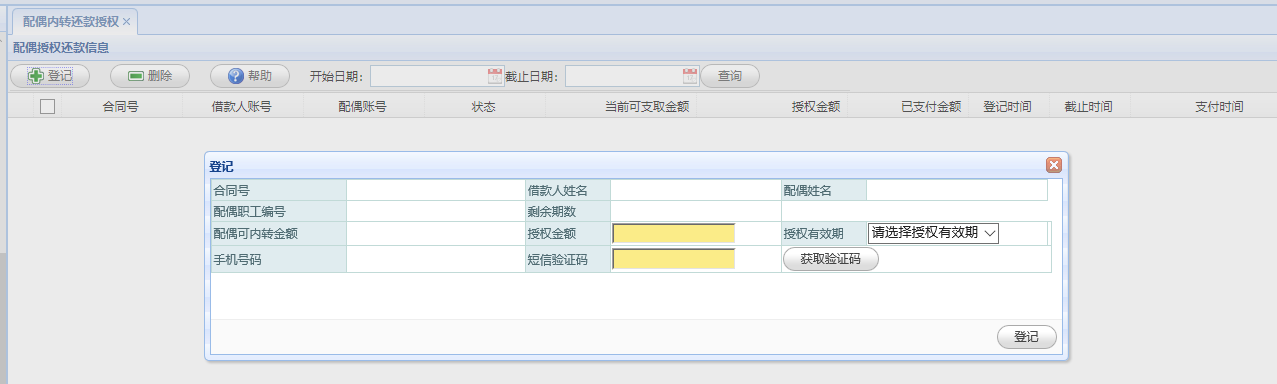 配偶内转还款授权
配偶授权还款信息
登记 删除 帮助 开始日期: 截止日期: 查询
合同号 借款人账号 配偶账号 状态 当前可支取金额 授权金额 已支付金额 登记时间 截止时间 支付时间
登记
合同号 借款人姓名 配偶姓名
配偶职工编号 剩余期数
配偶可内转金额 授权金额 授权有效期 请选择授权有效期
手机号码 短信验证码 获取验证码
登记